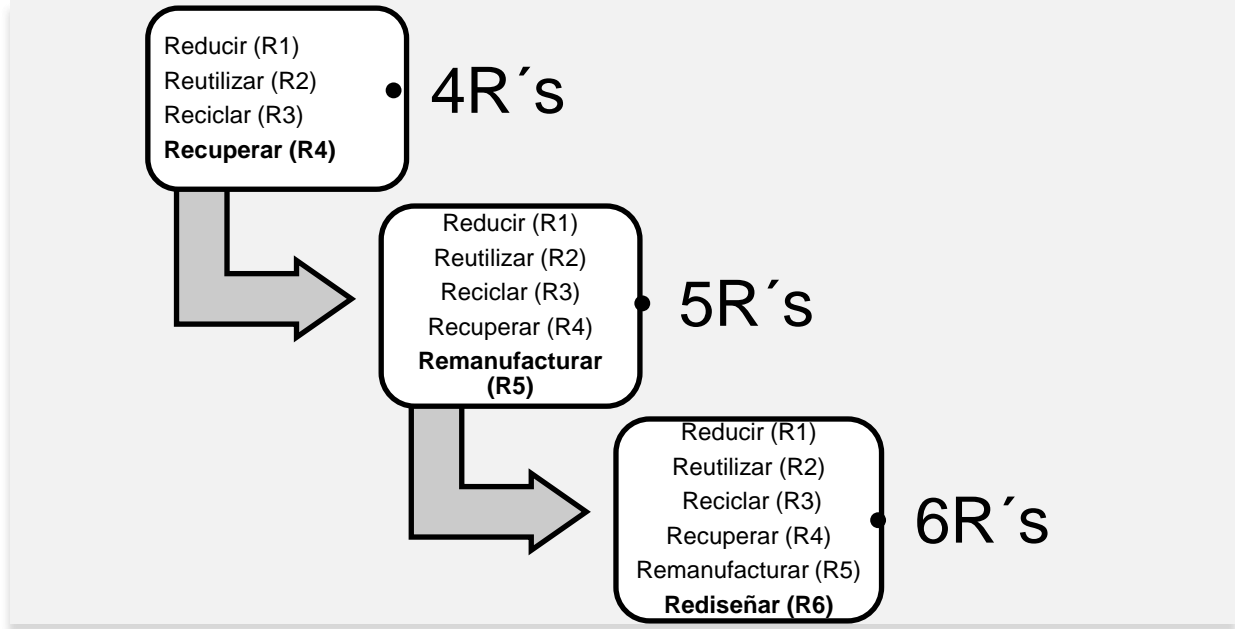 Reducir (R1)
Reutilizar (R2)
Reciclar (R3)
Recuperar (R4)
• 4R´s
Reducir (R1)
Reutilizar (R2)
Reciclar (R3)
Recuperar (R4)
Remanufacturar
(R5)
• 5R´s
Reducir (R1)
Reutilizar (R2)
Reciclar (R3)
Recuperar (R4)
Remanufacturar (R5)
Rediseñar (R6)
• 6R´s